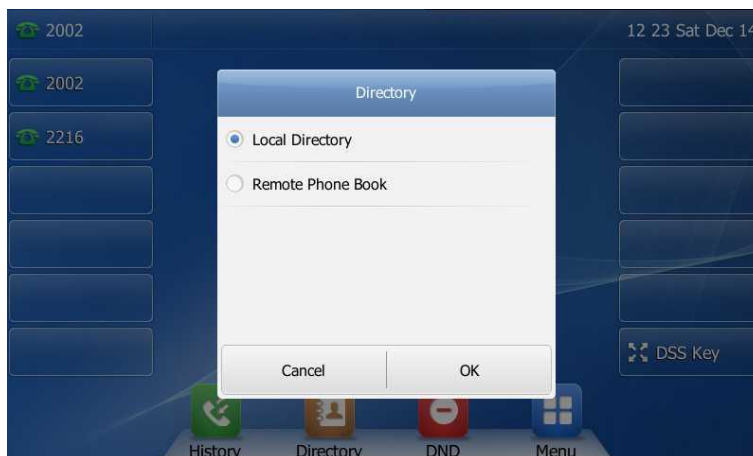 2002
12 23 Sat Dec 14
2002
2216
Directory
Local Directory
Remote Phone Book
Cancel
OK
DSS Key
History
Directory
DND
Menu